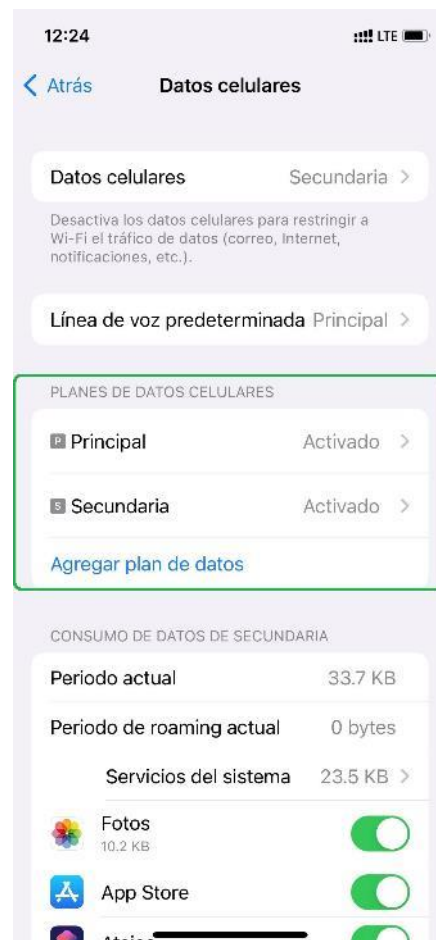 12:24
LTE
Atrás
Datos celulares
Datos celulares Secundaria
Desactiva los datos celulares para restringir a
Wi-Fi el tráfico de datos (correo, Internet,
notificaciones, etc.).
Línea de voz predeterminada Principal
PLANES DE DATOS CELULARES
P Principal Activado
S Secundaria Activado
Agregar plan de datos
CONSUMO DE DATOS DE SECUNDARIA
Periodo actual 33.7 KB
Periodo de roaming actual 0 bytes
Servicios del sistema 23.5 KB
Fotos
10.2 KB
App Store